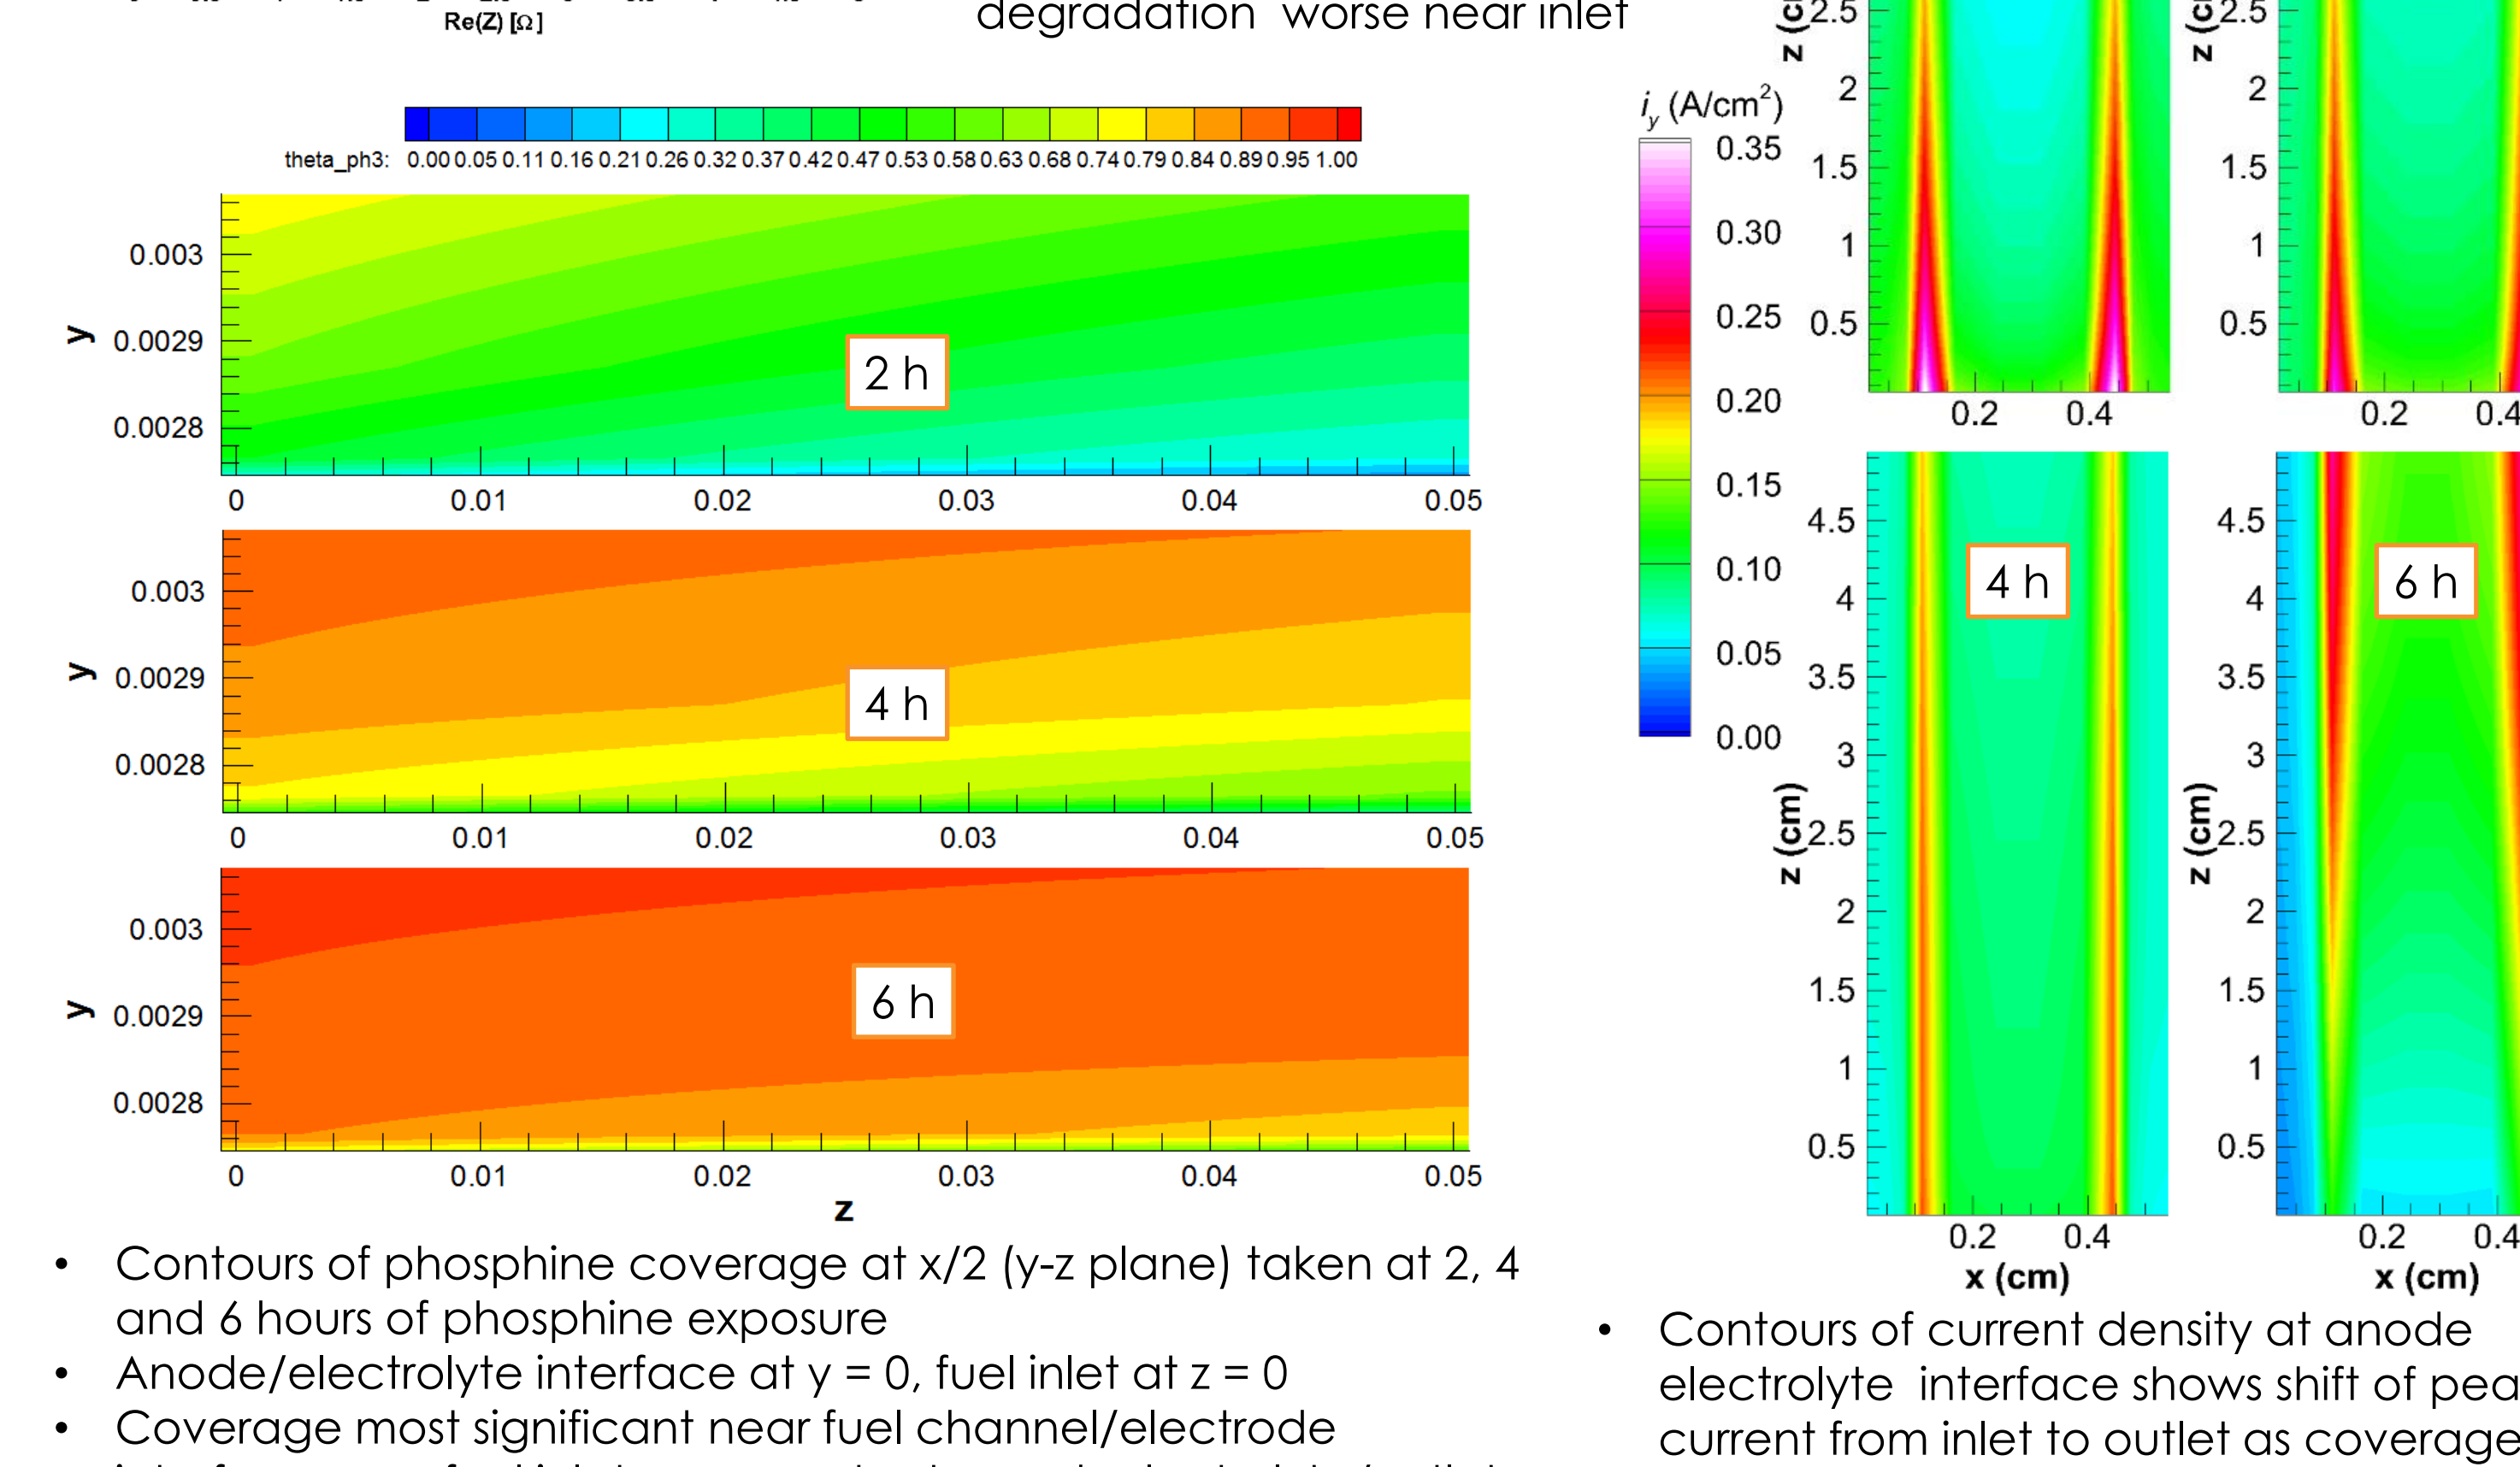 Re(Z) [Ω]
degradation  worse near inlet
theta_ph3: 0.00 0.05 0.11 0.16 0.21 0.26 0.32 0.37 0.42 0.47 0.53 0.58 0.63 0.68 0.74 0.79 0.84 0.89 0.95 1.00
0.003
y 0.0029
0.0028
2 h
0 0.01 0.02 0.03 0.04 0.05
0.003
y 0.0029
0.0028
4 h
0 0.01 0.02 0.03 0.04 0.05
0.003
y 0.0029
0.0028
6 h
0 0.01 0.02 0.03 0.04 0.05
z
• Contours of phosphine coverage at x/2 (y-z plane) taken at 2, 4
and 6 hours of phosphine exposure
• Anode/electrolyte interface at y = 0, fuel inlet at z = 0
• Coverage most significant near fuel channel/electrode
i_y (A/cm²)
0.35
0.30
0.25
0.20
0.15
0.10
0.05
0.00
2.5
2
1.5
1
0.5
0.2 0.4
2.5
2
1.5
1
0.5
0.2
4 h
4.5
4
3.5
3
z (cm)
2.5
2
1.5
1
0.5
0.2 0.4
x (cm)
6 h
4.5
4
3.5
3
z (cm)
2.5
2
1.5
1
0.5
0.2
x (cm)
• Contours of current density at anode
electrolyte  interface shows shift of
current from inlet to outlet as coverage